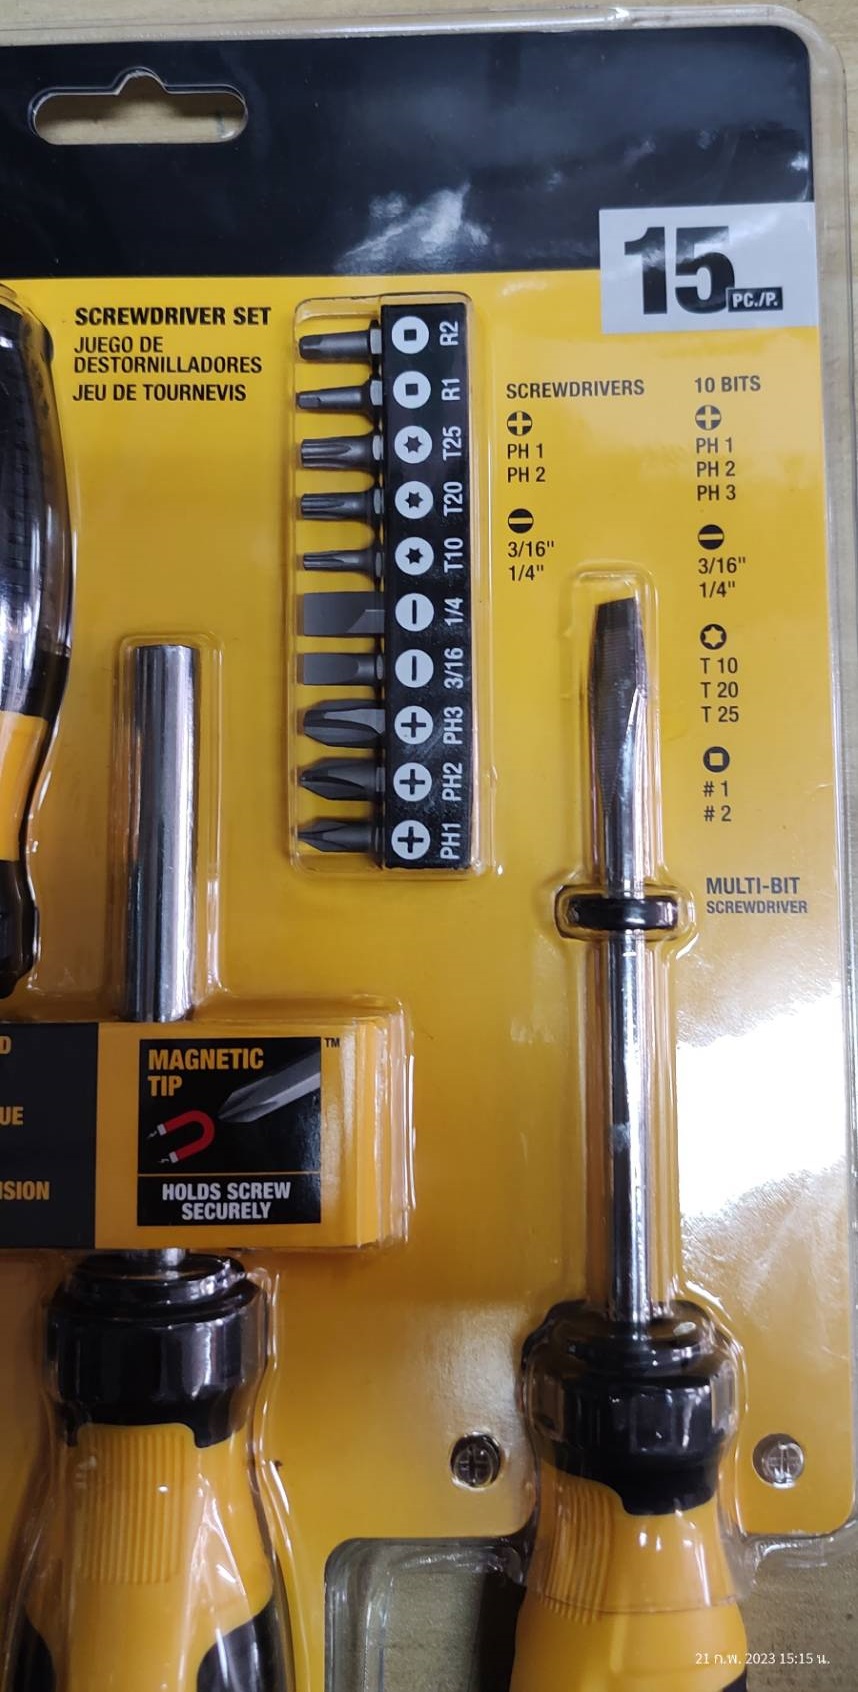 15
PC./P.
SCREWDRIVER SET
JUEGO DE
DESTORNILLADORES
JEU DE TOURNEVIS
R2
R1
T25
T20
T10
1/4
3/16
PH3
PH2
PH1
SCREWDRIVERS
PH 1
PH 2
3/16"
1/4"
10 BITS
PH 1
PH 2
PH 3
3/16"
1/4"
T 10
T 20
T 25
# 1
# 2
MULTI-BIT
SCREWDRIVER
D
UE
ISION
MAGNETIC
TIP
TM
HOLDS SCREW
SECURELY
21 ก.พ. 2023 15:15 น.